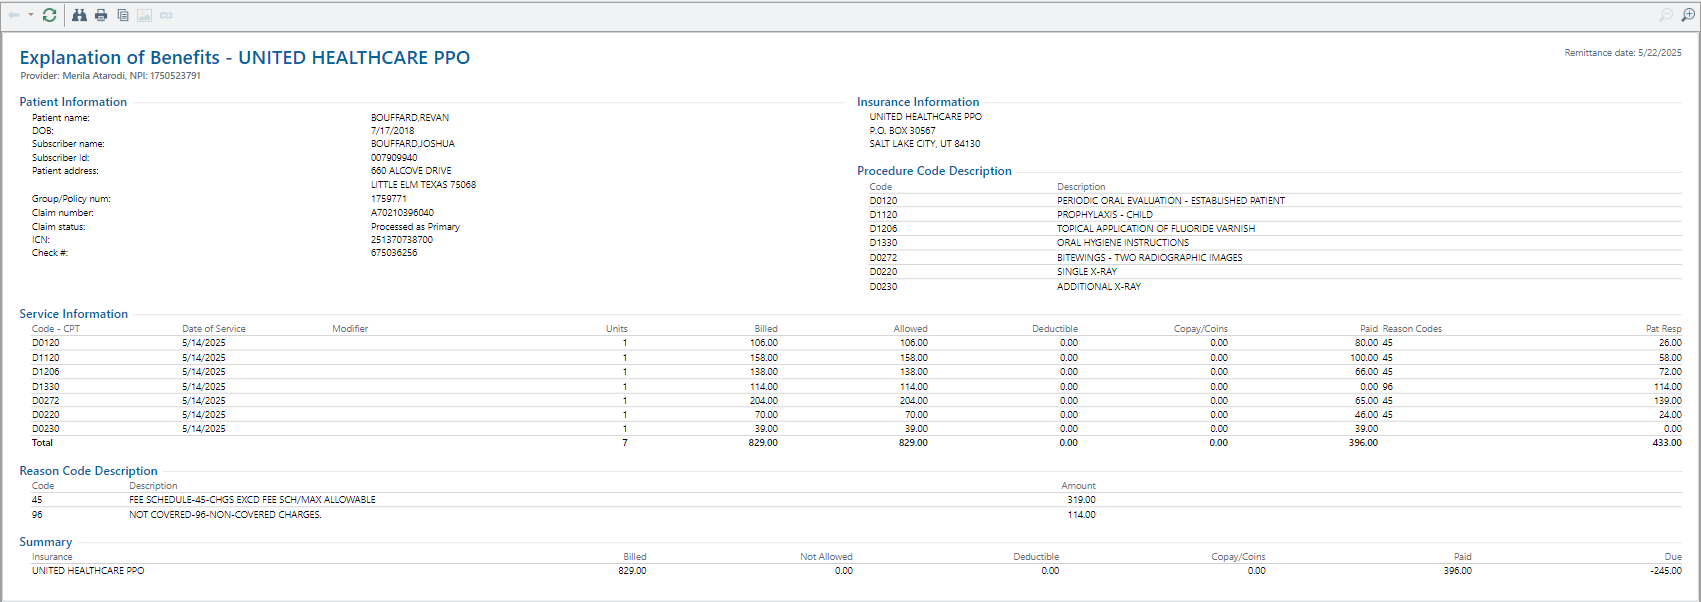 Explanation of Benefits - UNITED HEALTHCARE PPO
Remittance date: 5/22/2025
Provider: Merila Atarodi, NPI: 1750523791
Patient Information
Patient name: BOUFFARD,REVAN
DOB: 7/17/2018
Subscriber name: BOUFFARD,JOSHUA
Subscriber Id: 007909940
Patient address: 660 ALCOVE DRIVE
LITTLE ELM TEXAS 75068
Group/Policy num: 1759771
Claim number: A70210396040
Claim status: Processed as Primary
ICN: 251370738700
Check #: 675036256
Insurance Information
UNITED HEALTHCARE PPO
P.O. BOX 30567
SALT LAKE CITY, UT 84130
Procedure Code Description
Code Description
D0120 PERIODIC ORAL EVALUATION - ESTABLISHED PATIENT
D1120 PROPHYLAXIS - CHILD
D1206 TOPICAL APPLICATION OF FLUORIDE VARNISH
D1330 ORAL HYGIENE INSTRUCTIONS
D0272 BITEWINGS - TWO RADIOGRAPHIC IMAGES
D0220 SINGLE X-RAY
D0230 ADDITIONAL X-RAY
Service Information
Code - CPT Date of Service Modifier Units Billed Allowed Deductible Copay/Coins Paid Reason Codes Pat Resp
D0120 5/14/2025 1 106.00 106.00 0.00 0.00 80.00 45 26.00
D1120 5/14/2025 1 158.00 158.00 0.00 0.00 100.00 45 58.00
D1206 5/14/2025 1 138.00 138.00 0.00 0.00 66.00 45 72.00
D1330 5/14/2025 1 114.00 114.00 0.00 0.00 0.00 96 114.00
D0272 5/14/2025 1 204.00 204.00 0.00 0.00 65.00 45 139.00
D0220 5/14/2025 1 70.00 70.00 0.00 0.00 46.00 45 24.00
D0230 5/14/2025 1 39.00 39.00 0.00 0.00 39.00 0.00
Total 7 829.00 829.00 0.00 0.00 396.00 433.00
Reason Code Description
Code Description Amount
45 FEE SCHEDULE-45-CHGS EXCD FEE SCH/MAX ALLOWABLE 319.00
96 NOT COVERED-96-NON-COVERED CHARGES. 114.00
Summary
Insurance Billed Not Allowed Deductible Copay/Coins Paid Due
UNITED HEALTHCARE PPO 829.00 0.00 0.00 0.00 396.00 -245.00